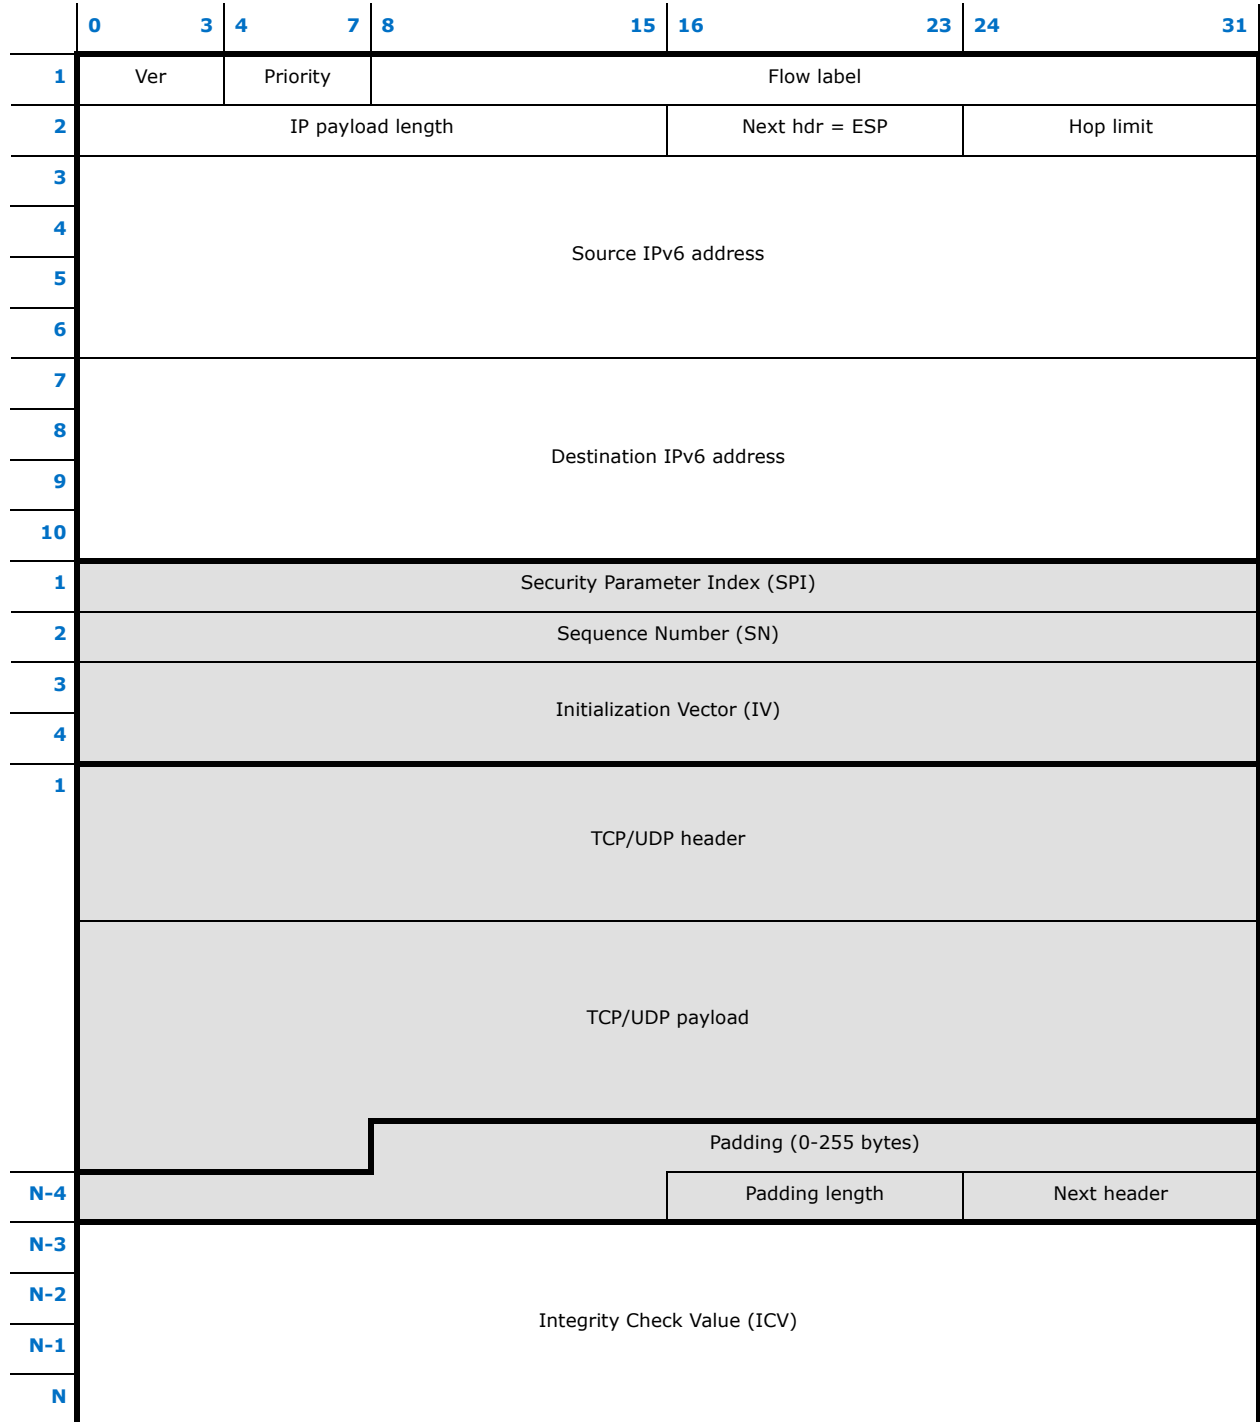 0 3 4 7 8 15 16 23 24 31
1 Ver Priority Flow label
2 IP payload length Next hdr = ESP Hop limit
3
4
Source IPv6 address
5
6
7
8
Destination IPv6 address
9
10
1 Security Parameter Index (SPI)
2 Sequence Number (SN)
3
Initialization Vector (IV)
4
1
TCP/UDP header
TCP/UDP payload
Padding (0-255 bytes)
N-4 Padding length Next header
N-3
N-2
Integrity Check Value (ICV)
N-1
N